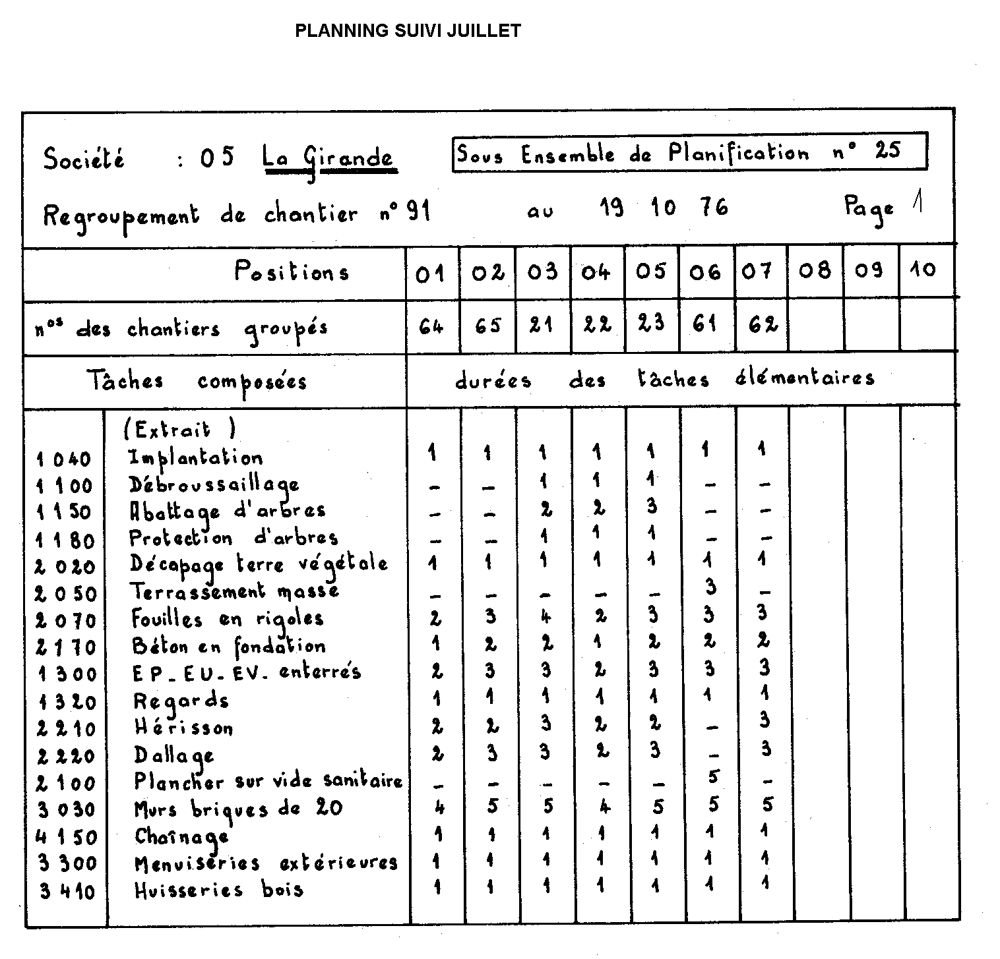 PLANNING SUIVI JUILLET
Société : 05 La Girande
Sous Ensemble de Planification n° 25
Regroupement de chantier n° 91 au 19 10 76 Page 1
Positions 01 02 03 04 05 06 07 08 09 10
nos des chantiers groupés 64 65 21 22 23 61 62
Tâches composées durées des tâches élémentaires
(Extrait)
1 040 Implantation 1 1 1 1 1 1 1
1 100 Débroussaillage - - 1 1 1 - -
1 150 Abattage d'arbres - - 2 2 3 - -
1 180 Protection d'arbres - - 1 1 1 - -
2 020 Décapage terre végétale 1 1 1 1 1 1 1
2 050 Terrassement masse - - - - - 3 -
2 070 Fouilles en rigoles 2 3 4 2 3 3 3
2 170 Béton en fondation 1 2 2 1 2 2 2
1 300 EP_EU_EV. enterrés 2 3 3 2 3 3 3
1 320 Regards 1 1 1 1 1 1 1
2 210 Hérisson 2 2 3 2 2 - 3
2 220 Dallage 2 3 3 2 3 - 3
2 100 Plancher sur vide sanitaire - - - - - 5 -
3 030 Murs briques de 20 4 5 5 4 5 5 5
4 150 Chaînage 1 1 1 1 1 1 1
3 300 Menuiseries extérieures 1 1 1 1 1 1 1
3 410 Huisseries bois 1 1 1 1 1 1 1